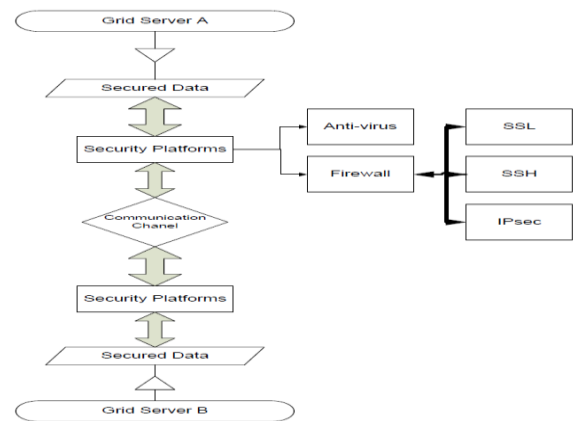 Grid Server A
Secured Data
Security Platforms
Anti-virus
SSL
Firewall
SSH
IPsec
Communication
Chanel
Security Platforms
Secured Data
Grid Server B